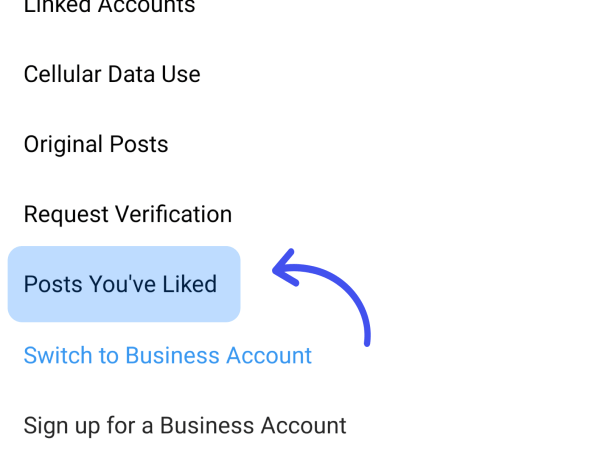 Linked Accounts
Cellular Data Use
Original Posts
Request Verification
Posts You've Liked
Switch to Business Account
Sign up for a Business Account